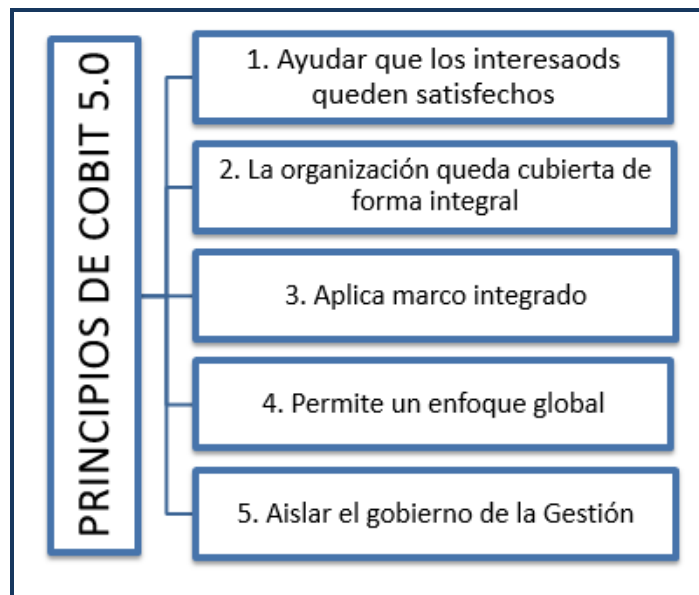 PRINCIPIOS DE COBIT 5.0
1. Ayudar que los interesaods
queden satisfechos
2. La organización queda cubierta de
forma integral
3. Aplica marco integrado
4. Permite un enfoque global
5. Aislar el gobierno de la Gestión